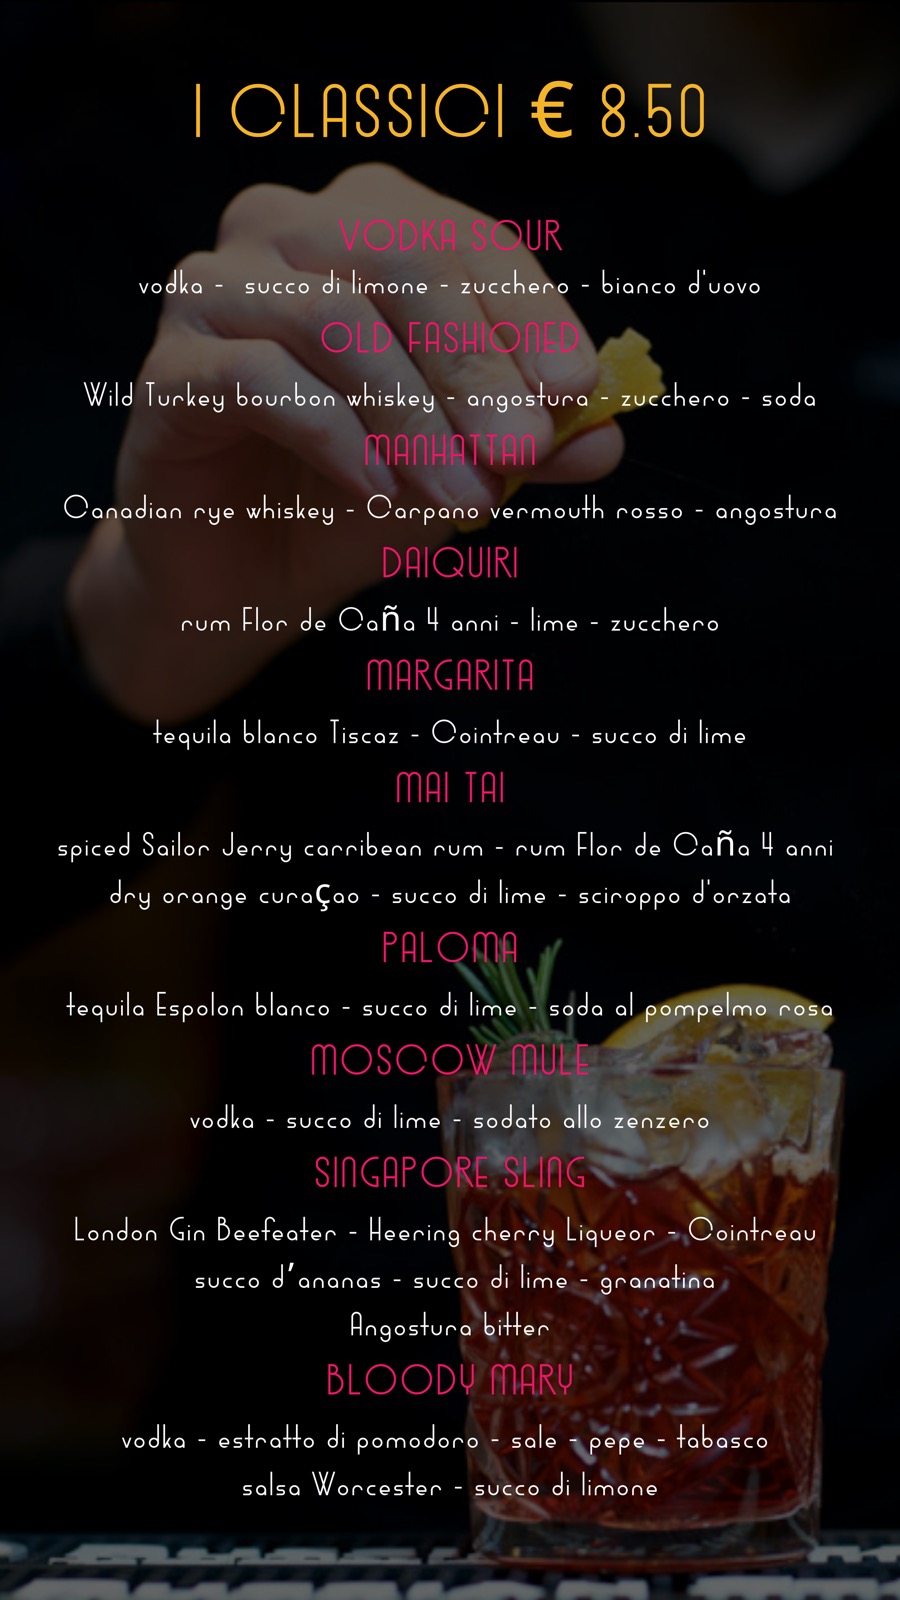 I CLASSICI € 8.50
VODKA SOUR
vodka - succo di limone - zucchero - bianco d'uovo
OLD FASHIONED
Wild Turkey bourbon whiskey - angostura - zucchero - soda
MANHATTAN
Canadian rye whiskey - Carpano vermouth rosso - angostura
DAIQUIRI
rum Flor de Caña 4 anni - lime - zucchero
MARGARITA
tequila blanco Tiscaz - Cointreau - succo di lime
MAI TAI
spiced Sailor Jerry carribean rum - rum Flor de Caña 4 anni
dry orange curaçao - succo di lime - sciroppo d'orzata
PALOMA
tequila Espolon blanco - succo di lime - soda al pompelmo rosa
MOSCOW MULE
vodka - succo di lime - sodato allo zenzero
SINGAPORE SLING
London Gin Beefeater - Heering cherry Liqueor - Cointreau
succo d’ananas - succo di lime - granatina
Angostura bitter
BLOODY MARY
vodka - estratto di pomodoro - sale - pepe - tabasco
salsa Worcester - succo di limone